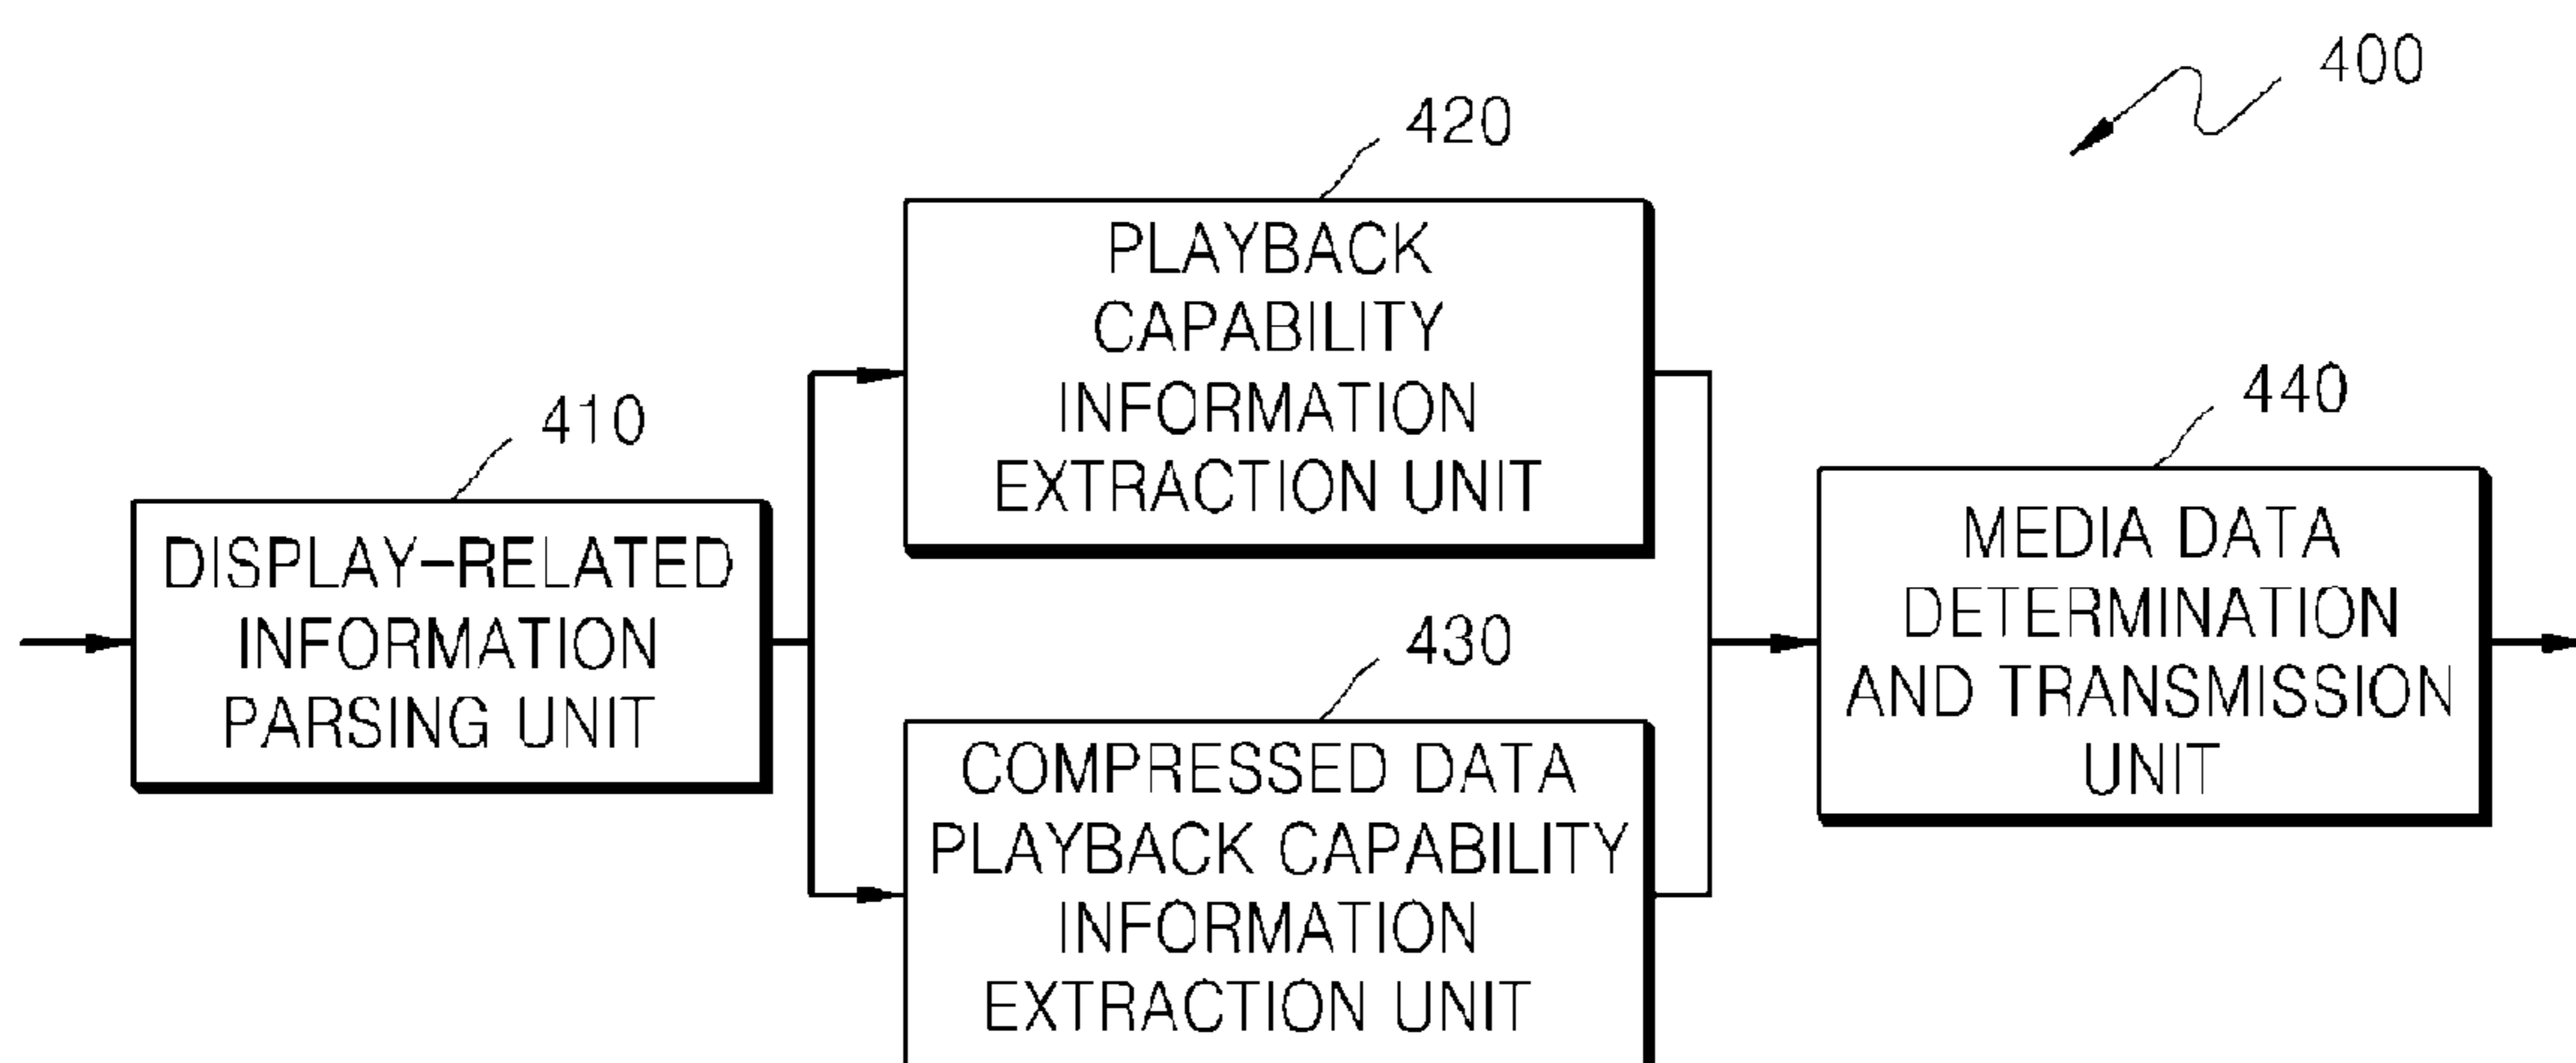 400
420
PLAYBACK
CAPABILITY
INFORMATION
EXTRACTION UNIT
410
DISPLAY-RELATED
INFORMATION
PARSING UNIT
430
COMPRESSED DATA
PLAYBACK CAPABILITY
INFORMATION
EXTRACTION UNIT
440
MEDIA DATA
DETERMINATION
AND TRANSMISSION
UNIT